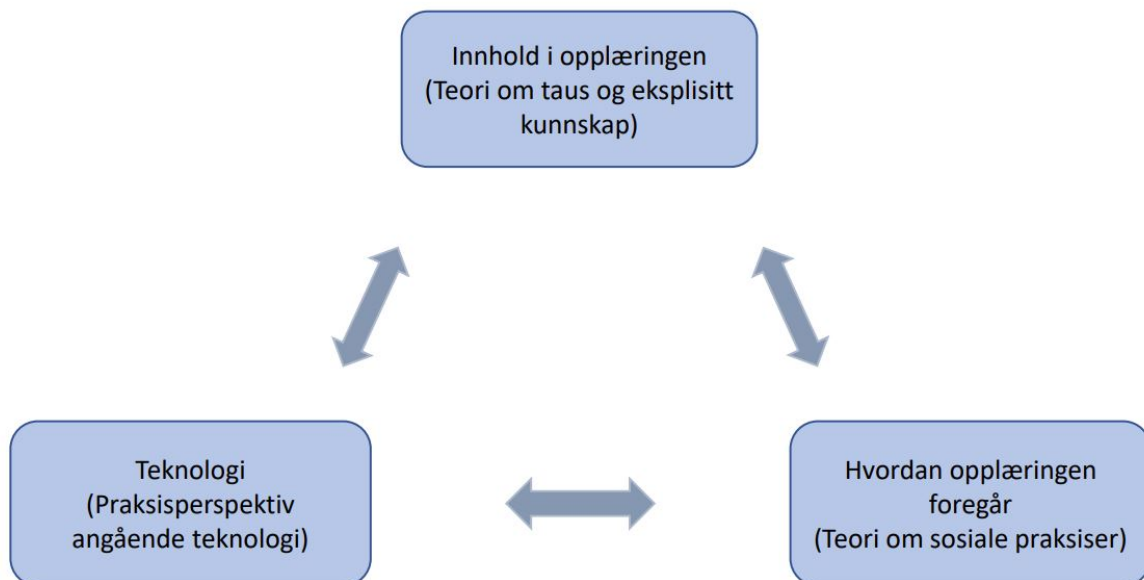 Innhold i opplæringen
(Teori om taus og eksplisitt
kunnskap)
Teknologi
(Praksisperspektiv
angående teknologi)
Hvordan opplæringen
foregår
(Teori om sosiale praksiser)